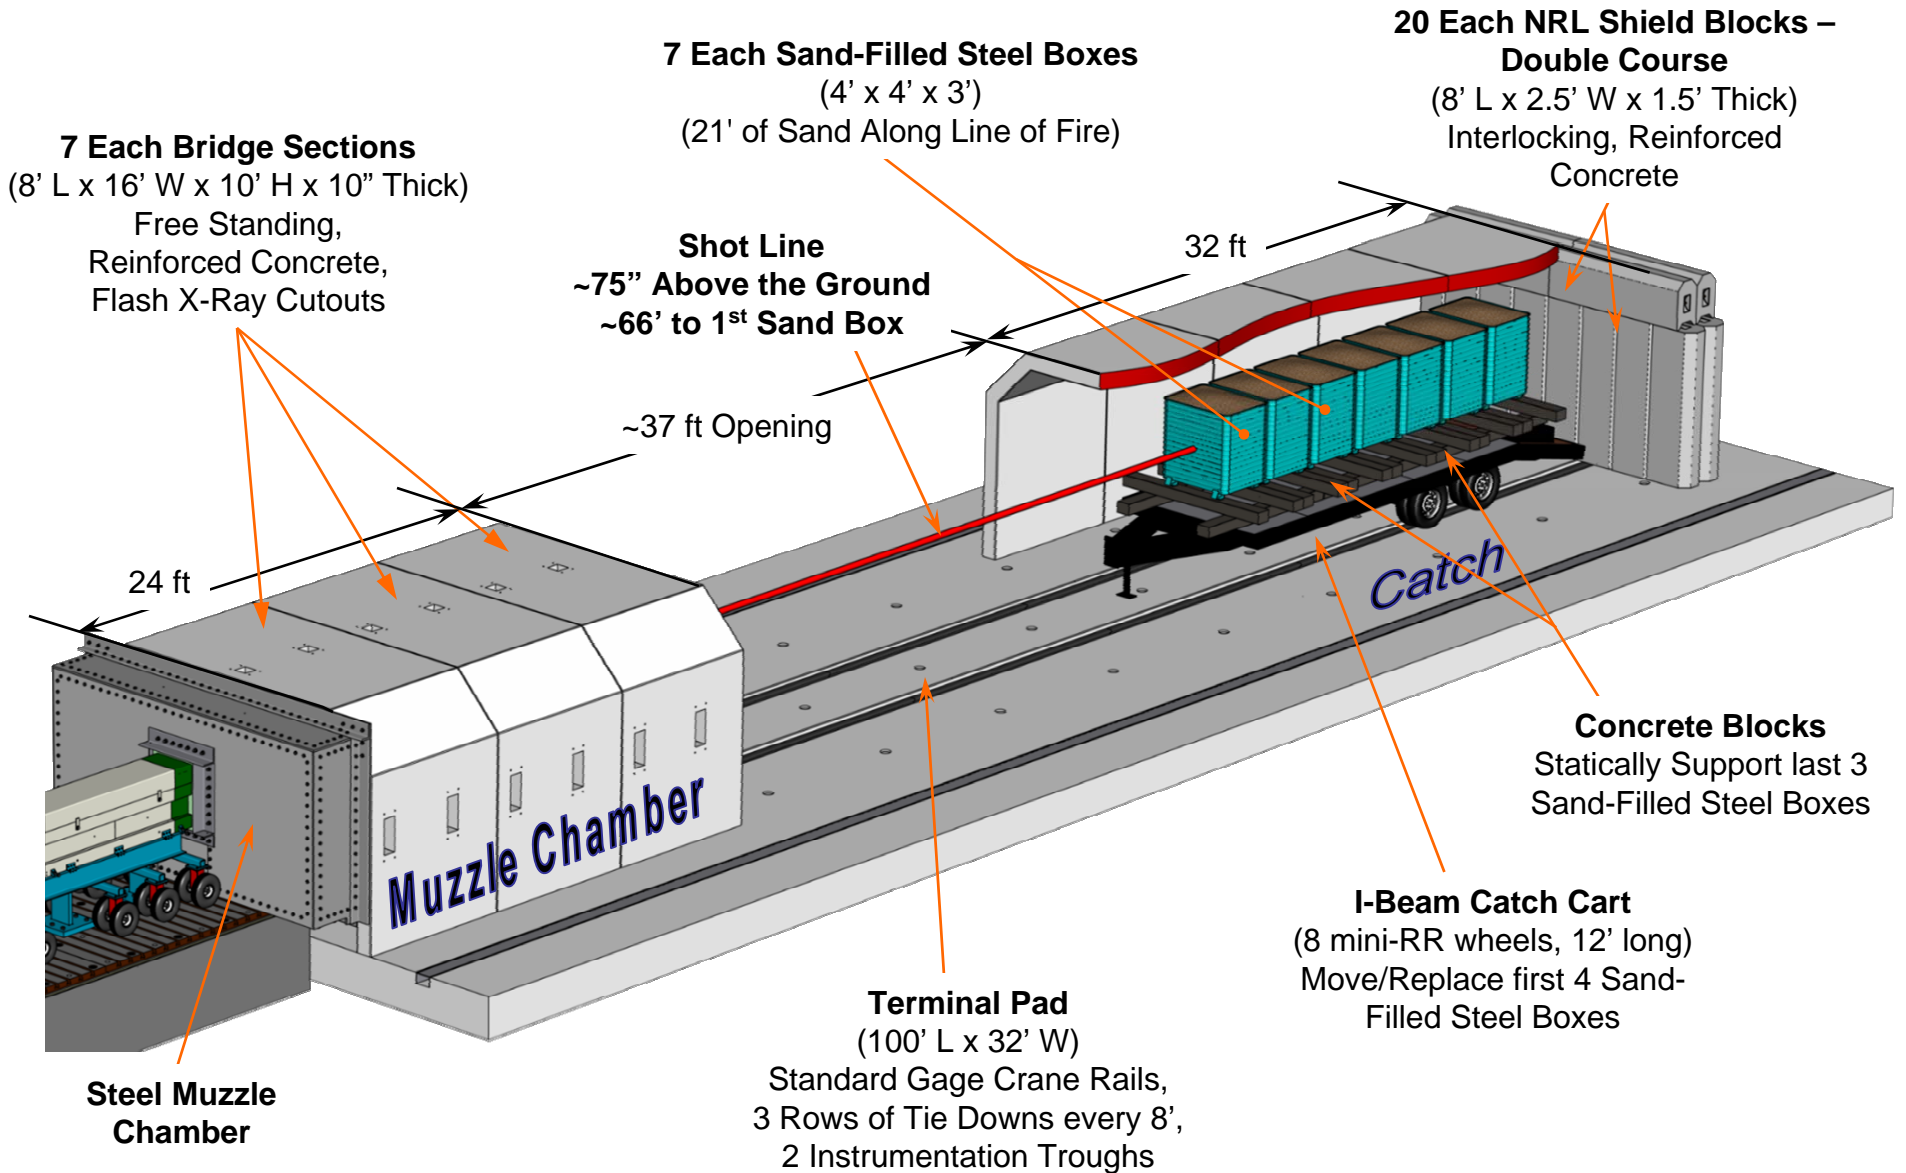 20 Each NRL Shield Blocks –
Double Course
(8’ L x 2.5’ W x 1.5’ Thick)
Interlocking, Reinforced
Concrete
7 Each Sand-Filled Steel Boxes
(4’ x 4’ x 3’)
(21' of Sand Along Line of Fire)
7 Each Bridge Sections
(8’ L x 16’ W x 10’ H x 10” Thick)
Free Standing,
Reinforced Concrete,
Flash X-Ray Cutouts
Shot Line
~75” Above the Ground
~66’ to 1st Sand Box
32 ft
~37 ft Opening
24 ft
Catch
Muzzle Chamber
Concrete Blocks
Statically Support last 3
Sand-Filled Steel Boxes
I-Beam Catch Cart
(8 mini-RR wheels, 12’ long)
Move/Replace first 4 Sand-
Filled Steel Boxes
Terminal Pad
(100’ L x 32’ W)
Standard Gage Crane Rails,
3 Rows of Tie Downs every 8’,
2 Instrumentation Troughs
Steel Muzzle
Chamber